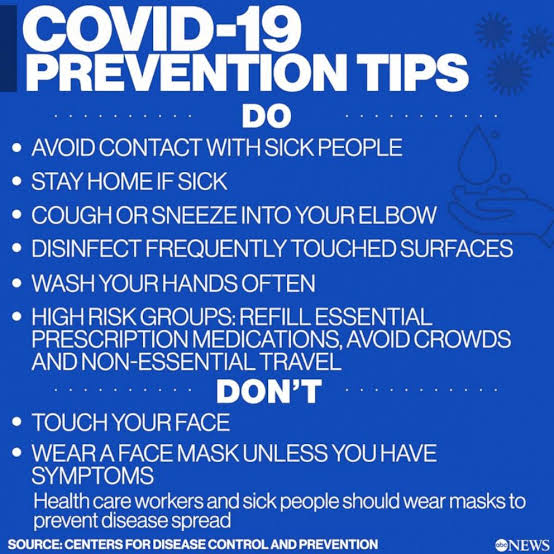 COVID-19
PREVENTION TIPS
DO
• AVOID CONTACT WITH SICK PEOPLE
• STAY HOME IF SICK
• COUGH OR SNEEZE INTO YOUR ELBOW
• DISINFECT FREQUENTLY TOUCHED SURFACES
• WASH YOUR HANDS OFTEN
• HIGH RISK GROUPS: REFILL ESSENTIAL
PRESCRIPTION MEDICATIONS, AVOID CROWDS
AND NON-ESSENTIAL TRAVEL
DON'T
• TOUCH YOUR FACE
• WEAR A FACE MASK UNLESS YOU HAVE
SYMPTOMS
Health care workers and sick people should wear masks to
prevent disease spread
SOURCE: CENTERS FOR DISEASE CONTROL AND PREVENTION
abc NEWS